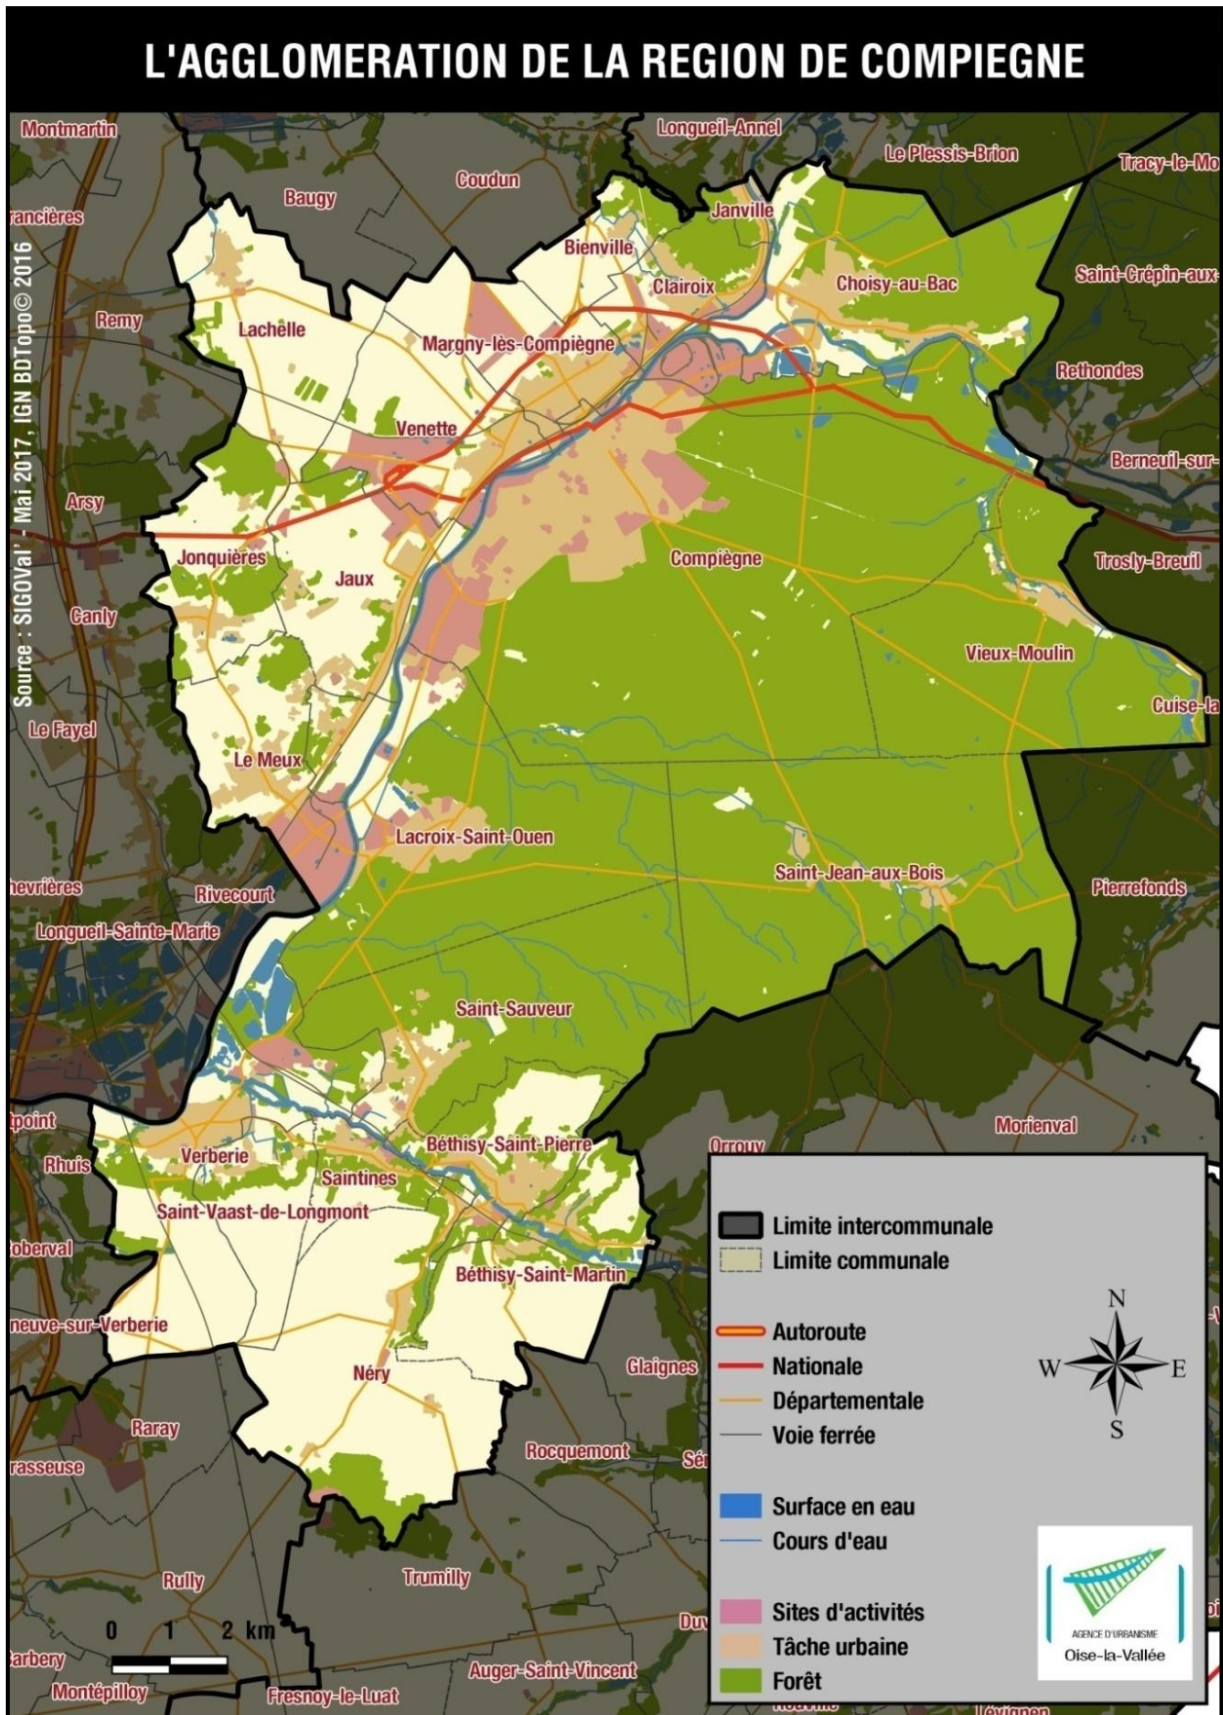 L'AGGLOMERATION DE LA REGION DE COMPIEGNE
Montmartin
Longueil-Annel
Le Plessis-Brion
Tracy-le-Mo
Coudun
Baugy
rancières
Janville
Bienville
Saint-Crépin-aux-
Clairoix
Choisy-au-Bac
Remy
Lachelle
Margny-lès-Compiègne
Rethondes
Venette
Berneuil-sur-
Arsy
Jonquières
Compiègne
Trosly-Breuil
Jaux
Canly
Source : SIGOVal' - Mai 2017, IGN BDTopo© 2016
Vieux-Moulin
Cuise-la
Le Fayel
Le Meux
Lacroix-Saint-Ouen
Saint-Jean-aux-Bois
hevrières
Rivecourt
Pierrefonds
Longueil-Sainte-Marie
Saint-Sauveur
tpoint
Morienval
Orrouy
Béthisy-Saint-Pierre
Verberie
Rhuis
Saintines
Saint-Vaast-de-Longmont
oberval
Béthisy-Saint-Martin
neuve-sur-Verberie
Glaignes
Néry
Raray
Rocquemont
Sér
rasseuse
Trumilly
Rully
Duv
Barbery
Auger-Saint-Vincent
Montépilloy
Fresnoy-le-Luat
Lévignen
0 1 2 km
Limite intercommunale
Limite communale
Autoroute
Nationale
Départementale
Voie ferrée
Surface en eau
Cours d'eau
Sites d'activités
Tâche urbaine
Forêt
N
W E
S
AGENCE D'URBANISME
Oise-la-Vallée